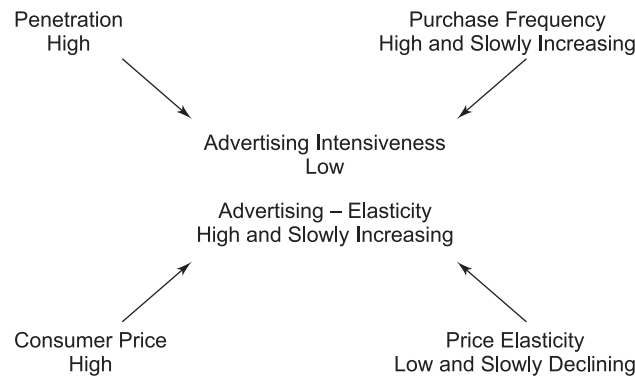 Penetration
High
Purchase Frequency
High and Slowly Increasing
Advertising Intensiveness
Low
Advertising – Elasticity
High and Slowly Increasing
Consumer Price
High
Price Elasticity
Low and Slowly Declining